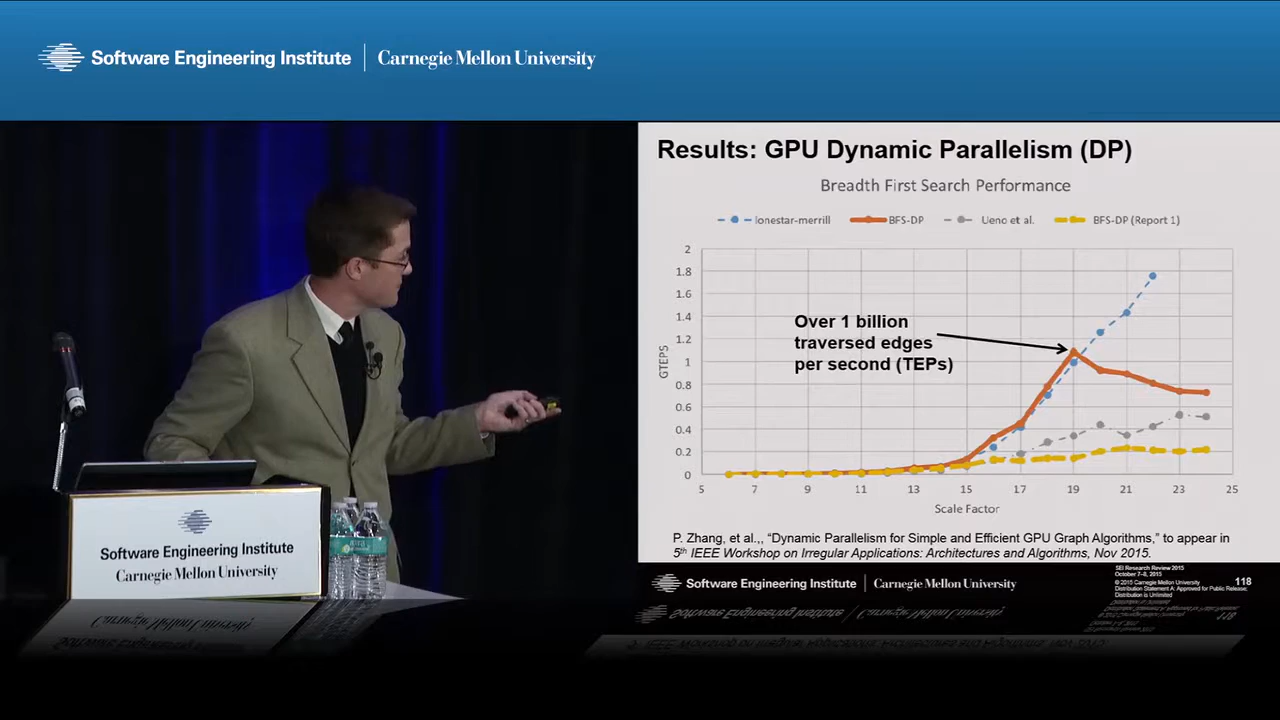 Software Engineering Institute | Carnegie Mellon University
Results: GPU Dynamic Parallelism (DP)
Breadth First Search Performance
lonestar-merrill BFS-DP Ueno et al. BFS-DP (Report 1)
2
1.8
1.6
1.4
1.2
1
0.8
0.6
0.4
0.2
0
GTEPS
Over 1 billion
traversed edges
per second (TEPs)
5 7 9 11 13 15 17 19 21 23 25
Scale Factor
P. Zhang, et al.,, “Dynamic Parallelism for Simple and Efficient GPU Graph Algorithms,” to appear in
5th IEEE Workshop on Irregular Applications: Architectures and Algorithms, Nov 2015.
Software Engineering Institute | Carnegie Mellon University
SEI Research Review 2015
October 7–8, 2015
© 2015 Carnegie Mellon University
Distribution Statement A: Approved for Public Release;
Distribution is Unlimited
118
Software Engineering Institute
Carnegie Mellon University